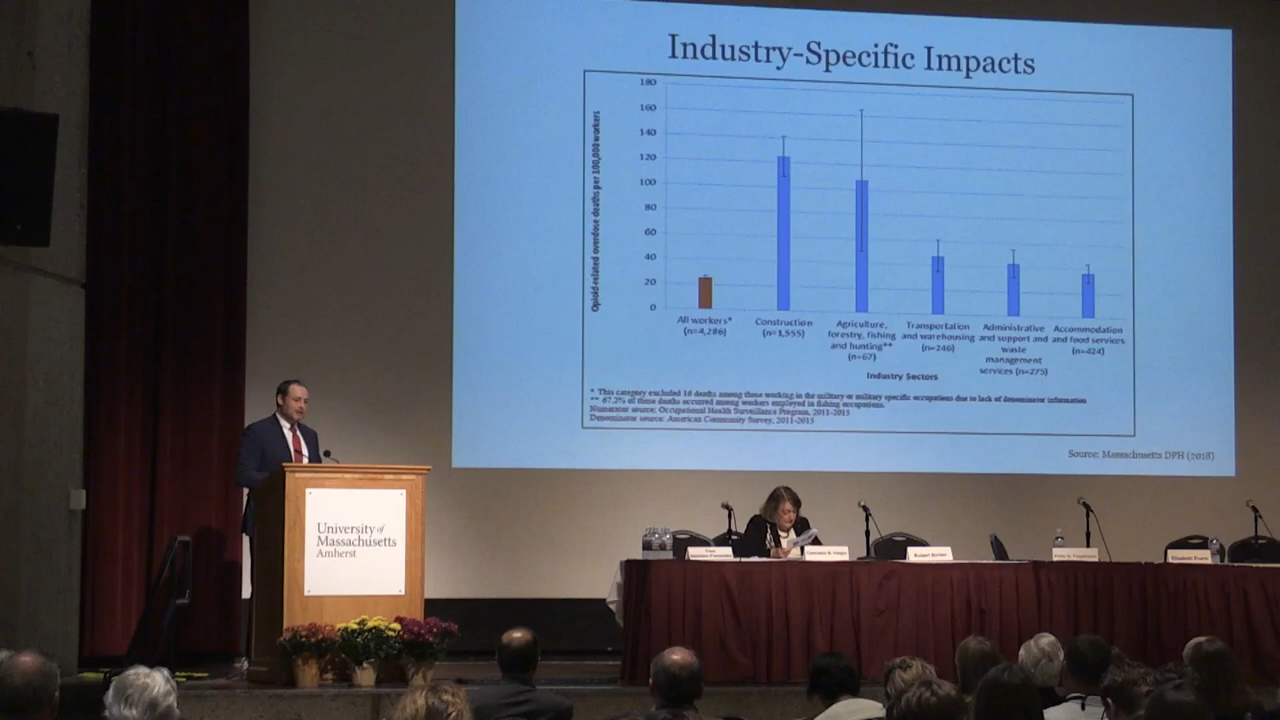 Industry-Specific Impacts
Opioid-related overdose deaths per 100,000 workers
180
160
140
120
100
80
60
40
20
0
All workers*
(n=4,286)
Construction
(n=1,555)
Agriculture,
forestry, fishing
and hunting**
(n=67)
Transportation
and warehousing
(n=246)
Administrative
and support and
waste
management
services (n=275)
Accommodation
and food services
(n=424)
Industry Sectors
* This category excluded 16 deaths among those working in the military or military specific occupations due to lack of denominator information
** 67.2% of these deaths occurred among workers employed in fishing occupations.
Numerator source: Occupational Health Surveillance Program, 2011-2015
Denominator source: American Community Survey, 2011-2015
Source: Massachusetts DPH (2018)
University of
Massachusetts
Amherst
Robert
Elizabeth Evans